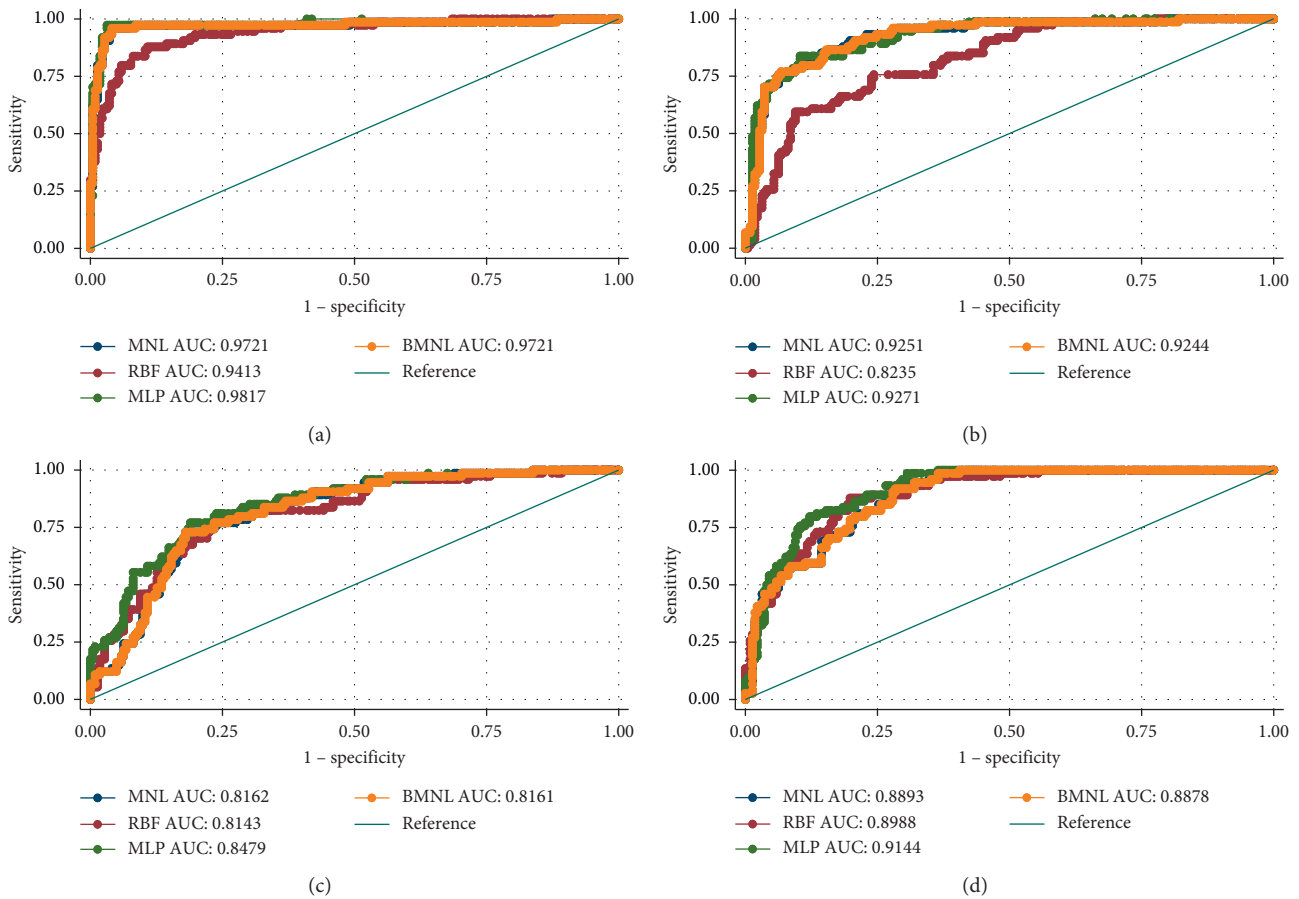 1.00
0.75
0.50
0.25
0.00
Sensitivity
0.00 0.25 0.50 0.75 1.00
1 – specificity
MNL AUC: 0.9721
RBF AUC: 0.9413
MLP AUC: 0.9817
BMNL AUC: 0.9721
Reference
(a)
1.00
0.75
0.50
0.25
0.00
Sensitivity
0.00 0.25 0.50 0.75 1.00
1 – specificity
MNL AUC: 0.9251
RBF AUC: 0.8235
MLP AUC: 0.9271
BMNL AUC: 0.9244
Reference
(b)
1.00
0.75
0.50
0.25
0.00
Sensitivity
0.00 0.25 0.50 0.75 1.00
1 – specificity
MNL AUC: 0.8162
RBF AUC: 0.8143
MLP AUC: 0.8479
BMNL AUC: 0.8161
Reference
(c)
1.00
0.75
0.50
0.25
0.00
Sensitivity
0.00 0.25 0.50 0.75 1.00
1 – specificity
MNL AUC: 0.8893
RBF AUC: 0.8988
MLP AUC: 0.9144
BMNL AUC: 0.8878
Reference
(d)